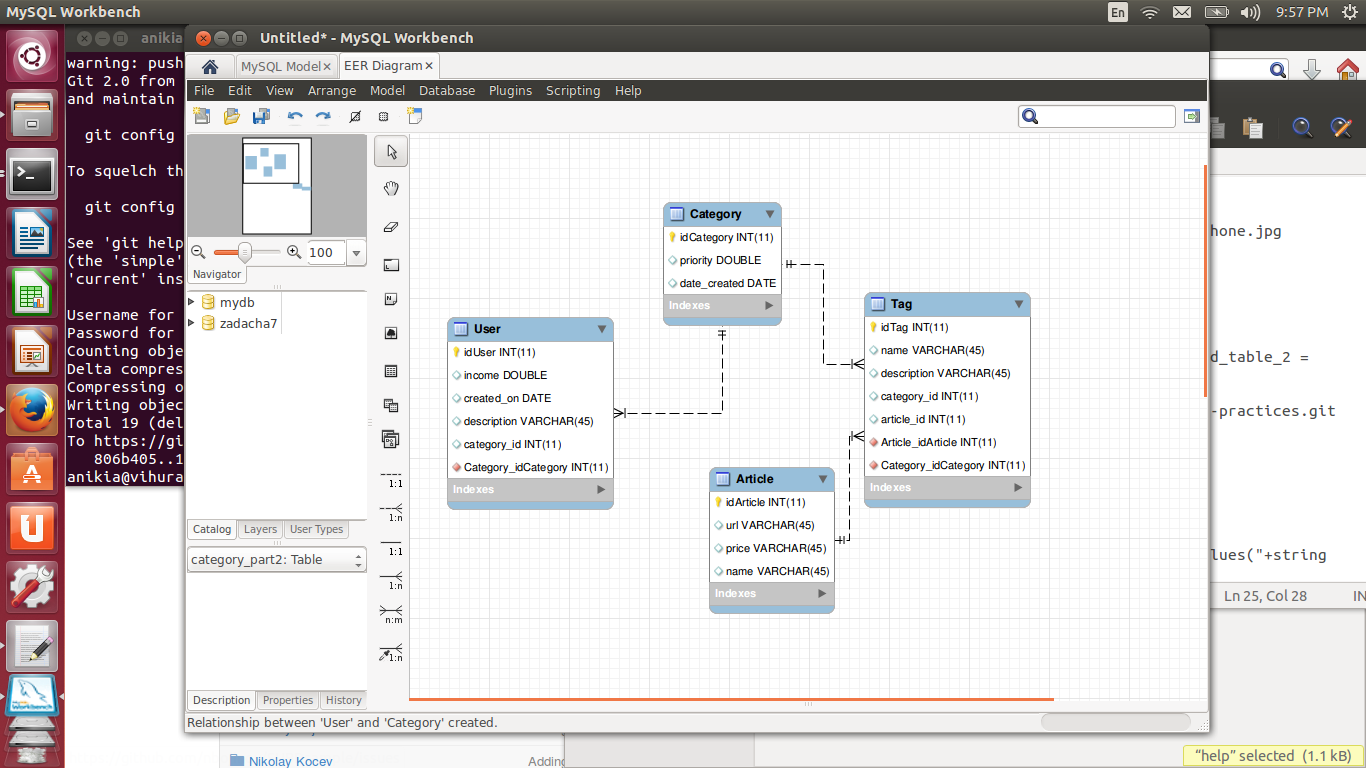 MySQL Workbench
En
9:57 PM
anikia
warning: push
Git 2.0 from
and maintain
git config
To squelch th
git config
See 'git help
(the 'simple'
'current' ins
Username for
Password for
Counting obje
Delta compres
Compressing o
Writing objec
Total 19 (del
To https://gi
806b405..1
anikia@vihura
Untitled* - MySQL Workbench
MySQL Model
EER Diagram
File Edit View Arrange Model Database Plugins Scripting Help
100
Navigator
mydb
zadacha7
Catalog Layers User Types
category_part2: Table
Description Properties History
1:1
1:n
1:1
1:n
n:m
1:n
Category
idCategory INT(11)
priority DOUBLE
date_created DATE
Indexes
User
idUser INT(11)
income DOUBLE
created_on DATE
description VARCHAR(45)
category_id INT(11)
Category_idCategory INT(11)
Indexes
Tag
idTag INT(11)
name VARCHAR(45)
description VARCHAR(45)
category_id INT(11)
article_id INT(11)
Article_idArticle INT(11)
Category_idCategory INT(11)
Indexes
Article
idArticle INT(11)
url VARCHAR(45)
price VARCHAR(45)
name VARCHAR(45)
Indexes
Relationship between 'User' and 'Category' created.
hone.jpg
d_table_2 =
-practices.git
lues("+string
Ln 25, Col 28
IN
Nikolay Kocev
Adding
"help" selected (1.1 kB)